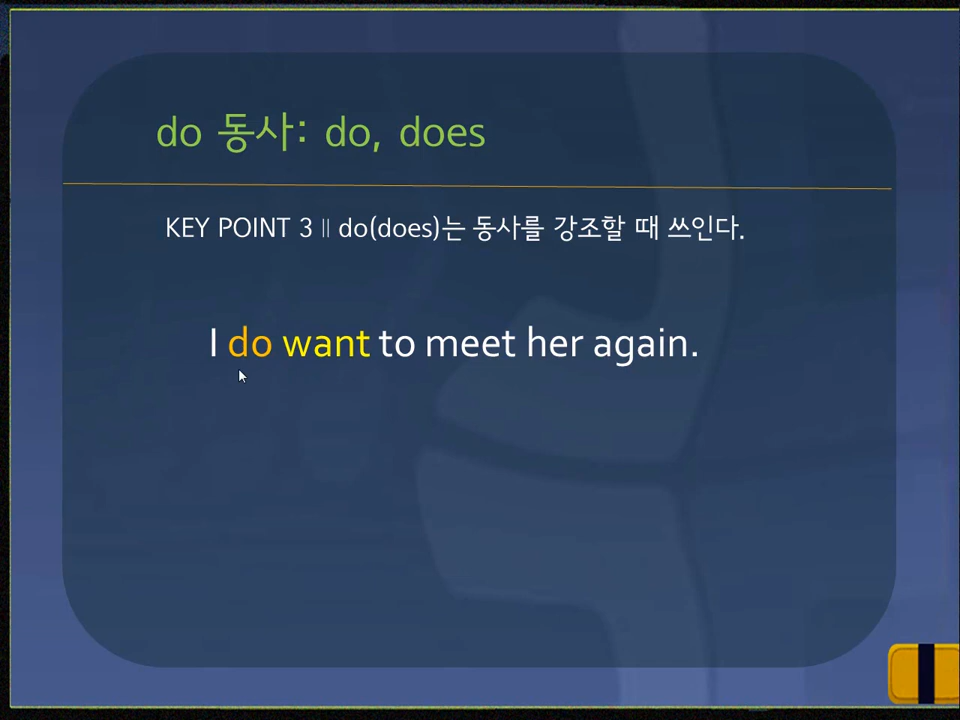 do 동사: do, does
KEY POINT 3 || do(does)는 동사를 강조할 때 쓰인다.
I do want to meet her again.